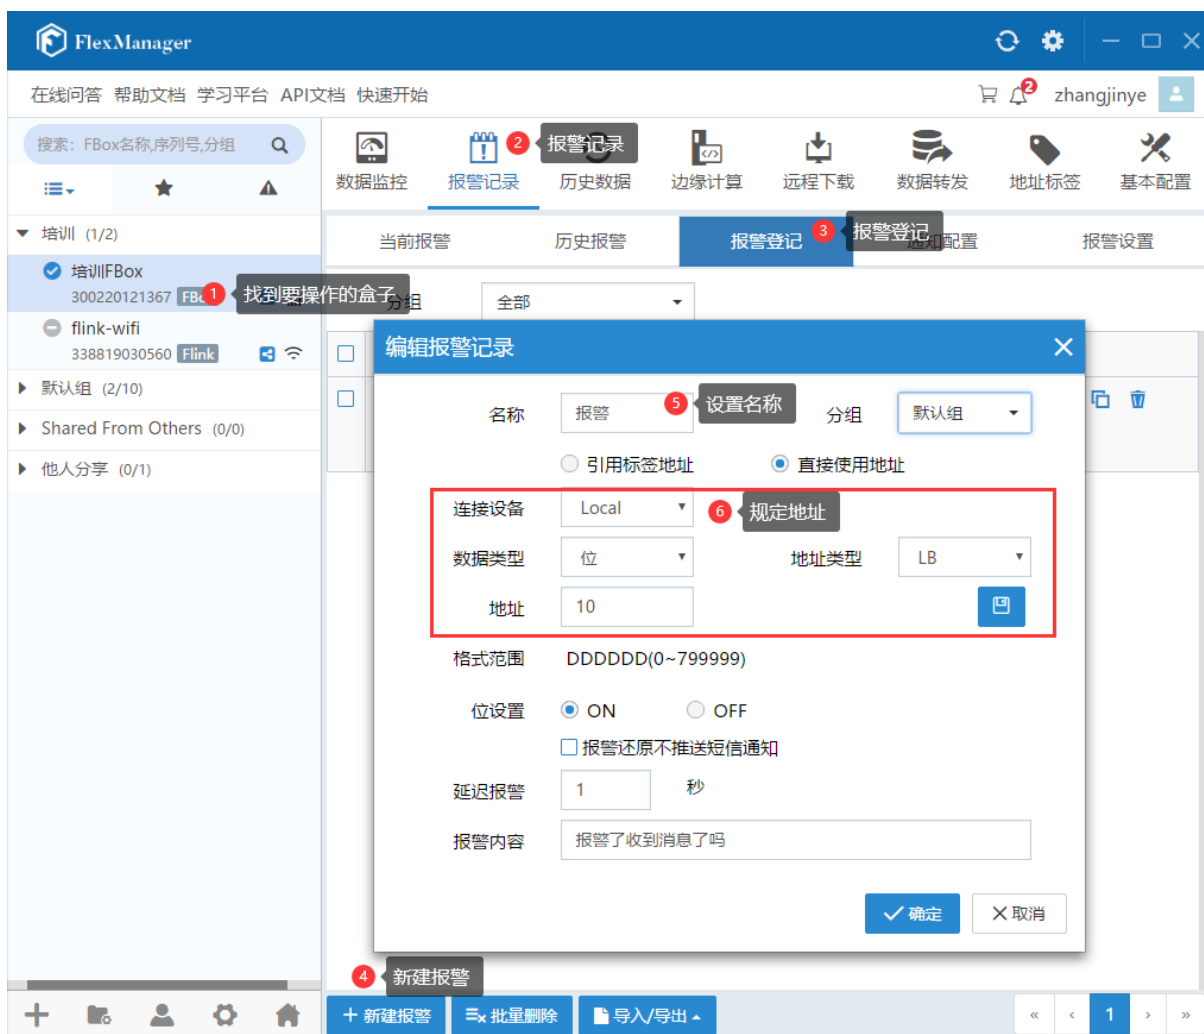 FlexManager
在线问答 帮助文档 学习平台 API文档 快速开始
2
zhangjinye
搜索：FBox名称,序列号,分组
数据监控
报警记录
历史数据
边缘计算
远程下载
数据转发
地址标签
基本配置
2 报警记录
培训 (1/2)
培训FBox
300220121367
1 找到要操作的盒子
flink-wifi
338819030560 Flink
默认组 (2/10)
Shared From Others (0/0)
他人分享 (0/1)
当前报警
历史报警
报警登记
3 报警登记
通知配置
报警设置
分组
全部
编辑报警记录
名称
报警
5 设置名称
分组
默认组
引用标签地址
直接使用地址
连接设备
Local
6 规定地址
数据类型
位
地址类型
LB
地址
10
格式范围
DDDDDD(0~799999)
位设置
ON
OFF
报警还原不推送短信通知
延迟报警
1
秒
报警内容
报警了收到消息了吗
确定
取消
4 新建报警
+ 新建报警
批量删除
导入/导出
« ‹ 1 › »